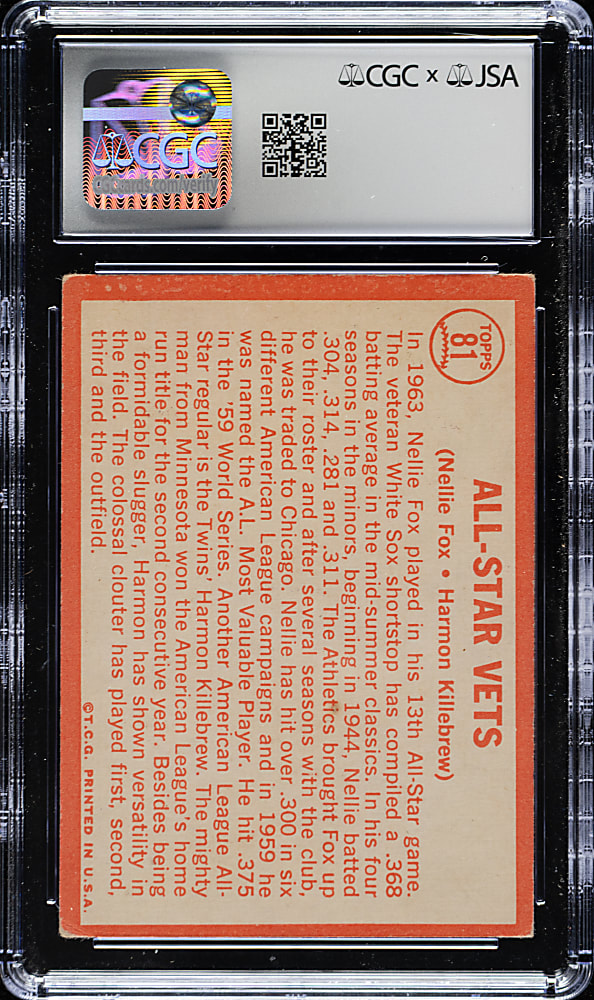 CGC x JSA
CGC
CGCcards.com/verify
TOPPS
81
ALL-STAR VETS
(Nellie Fox • Harmon Killebrew)
In 1963, Nellie Fox played in his 13th All-Star game.
The veteran White Sox shortstop has compiled a .368
batting average in the mid-summer classics. In his four
seasons in the minors, beginning in 1944, Nellie batted
.304, .314, .281 and .311. The Athletics brought Fox up
to their roster and after several seasons with the club,
he was traded to Chicago. Nellie has hit over .300 in six
different American League campaigns and in 1959 he
was named the A.L. Most Valuable Player. He hit .375
in the '59 World Series. Another American League All-
Star regular is the Twins' Harmon Killebrew. The mighty
man from Minnesota won the American League's home
run title for the second consecutive year. Besides being
a formidable slugger, Harmon has shown versatility in
the field. The colossal clouter has played first, second,
third and the outfield.
©T.C.G. PRINTED IN U.S.A.